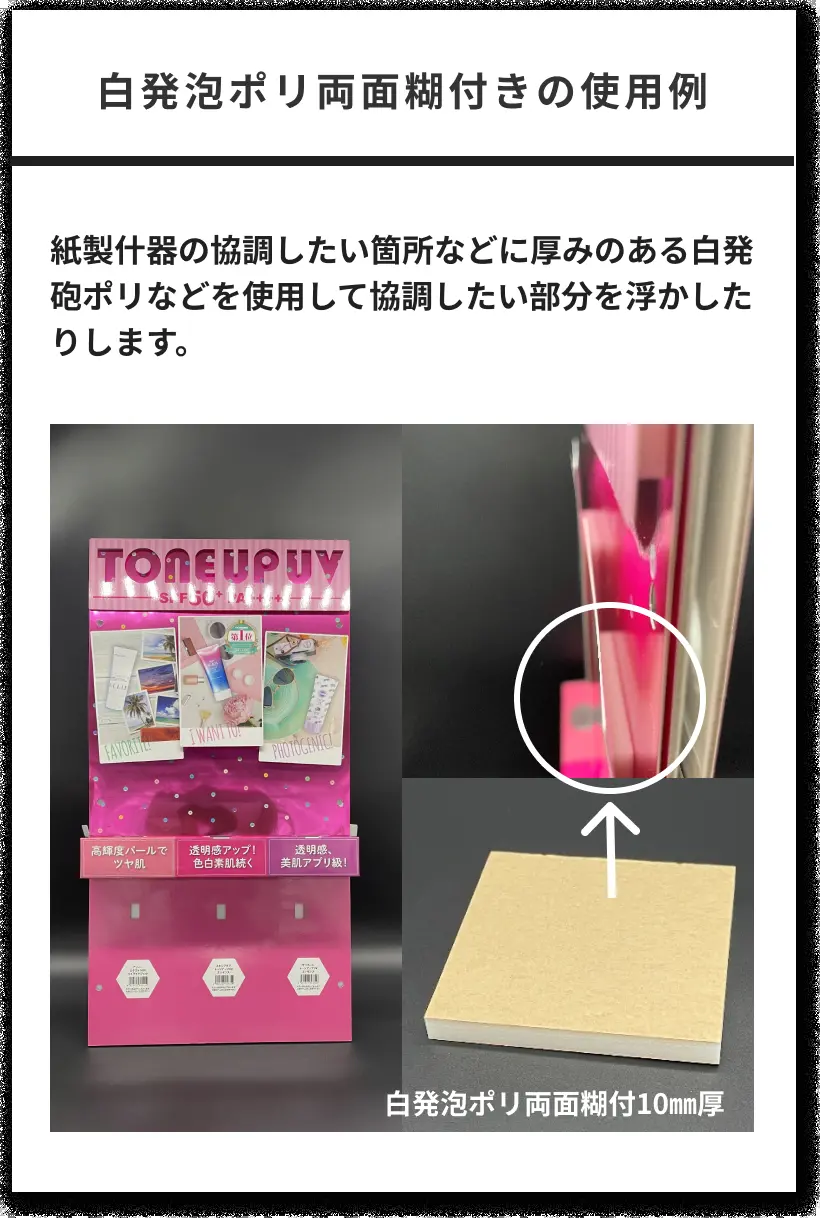 白発泡ポリ両面糊付きの使用例
紙製什器の協調したい箇所などに厚みのある白発
砲ポリなどを使用して協調したい部分を浮かした
りします。
TONEUPUV
SPF50+ PA++++
第1位
FAVORITE!
I WANT TO!
PHOTOGENIC!
高輝度パールで
ツヤ肌
透明感アップ!
色白素肌続く
透明感、
美肌アプリ級!
白発泡ポリ両面糊付10㎜厚